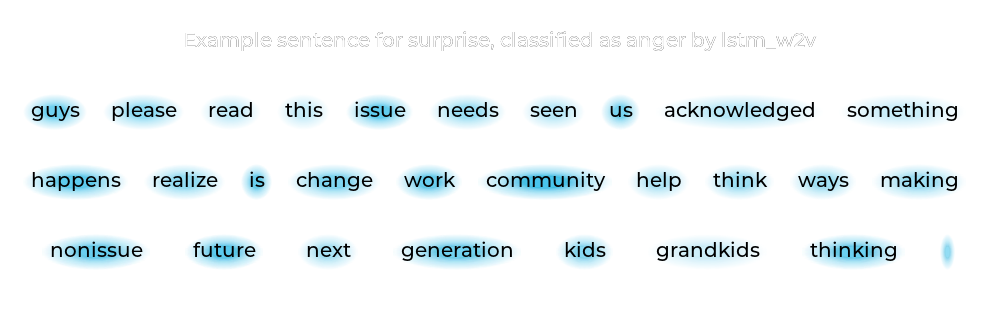 Example sentence for surprise, classified as anger by lstm_w2v
guys please read this issue needs seen us acknowledged something
happens realize is change work community help think ways making
nonissue future next generation kids grandkids thinking